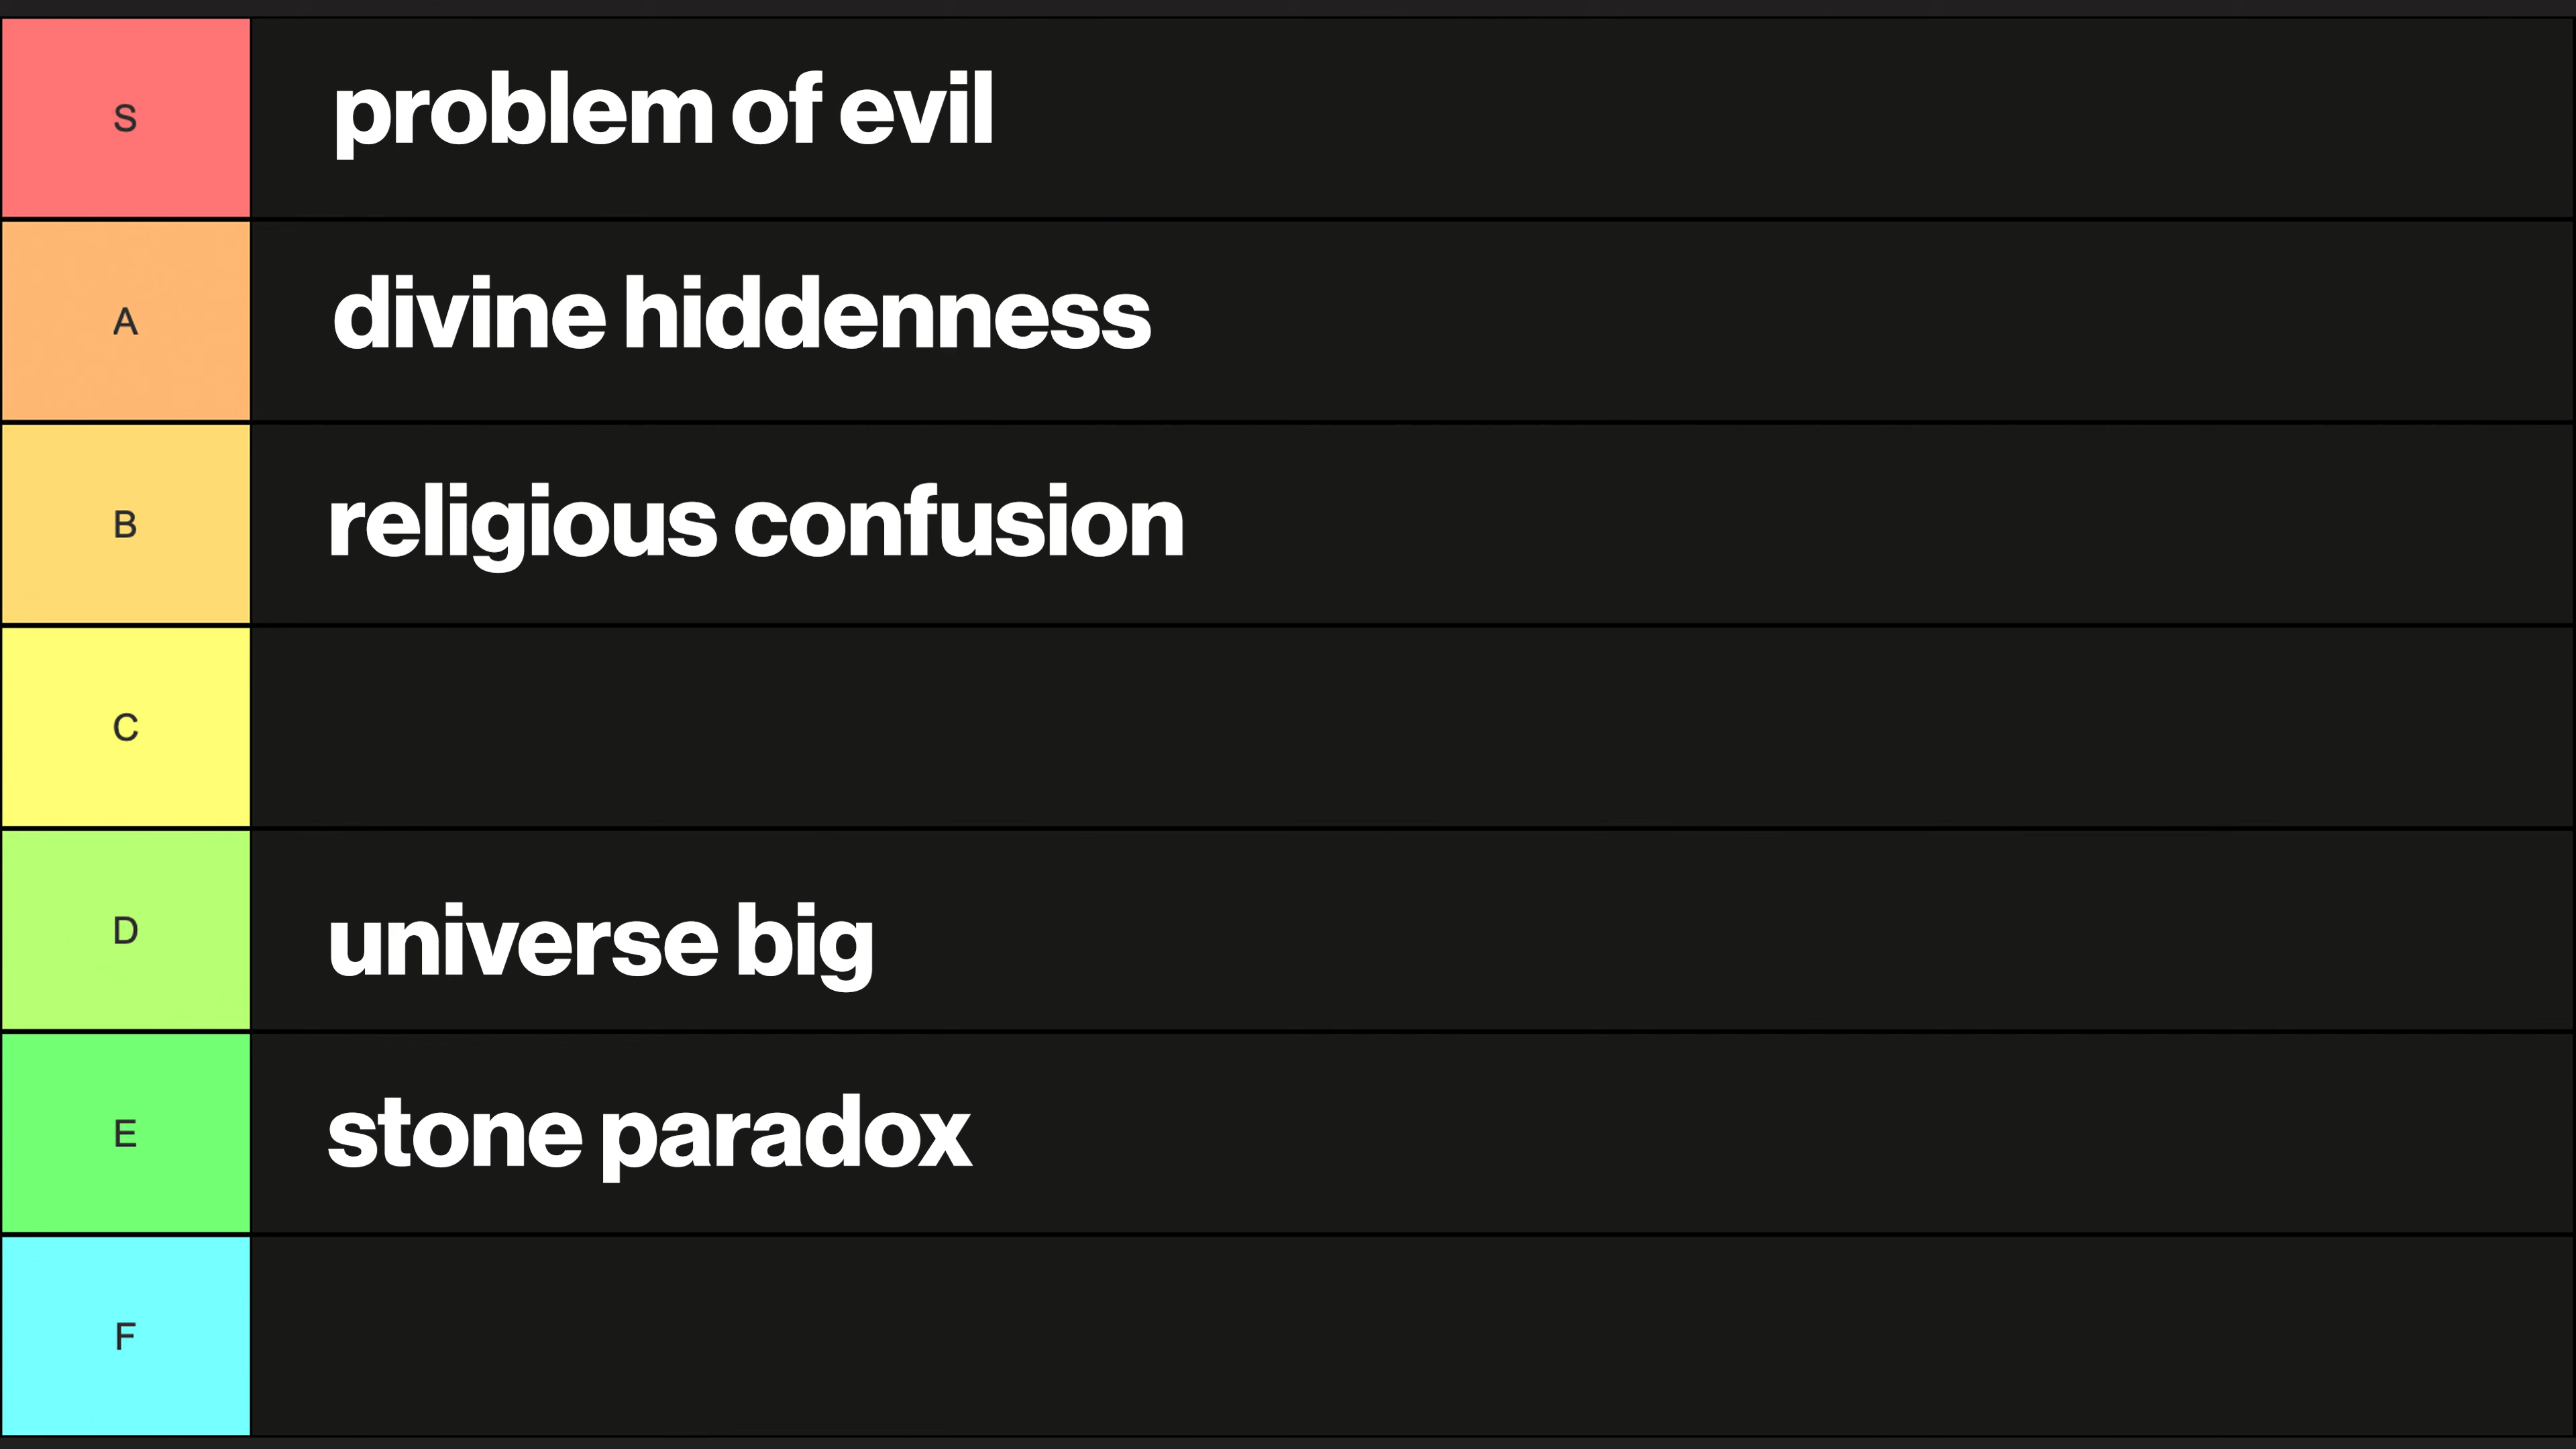 S
problem of evil
A
divine hiddenness
B
religious confusion
C
D
universe big
E
stone paradox
F